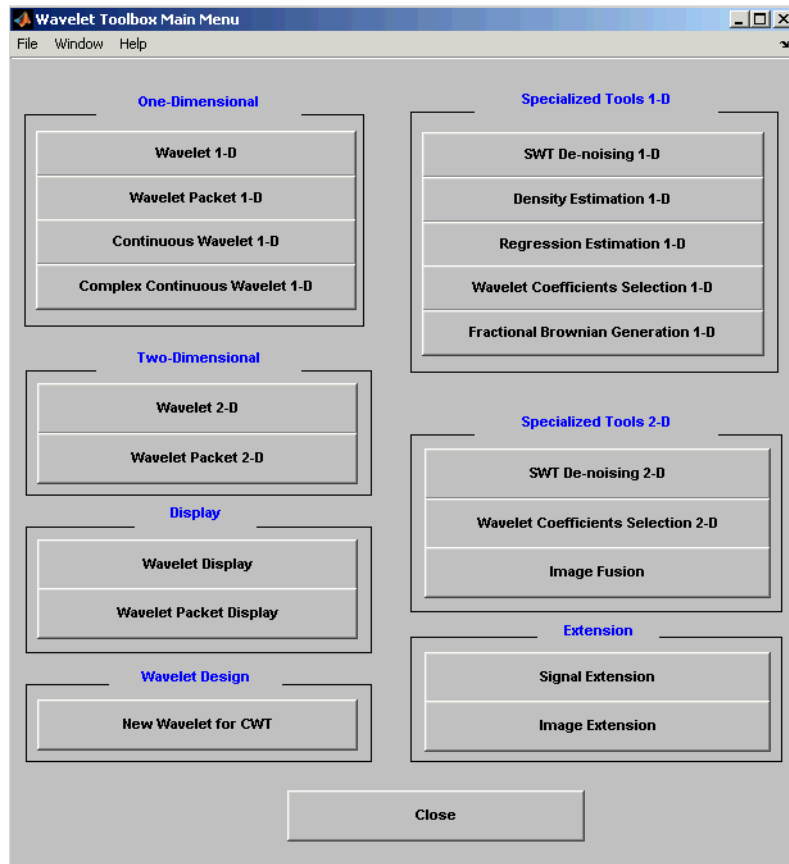 Wavelet Toolbox Main Menu
File Window Help
One-Dimensional
Wavelet 1-D
Wavelet Packet 1-D
Continuous Wavelet 1-D
Complex Continuous Wavelet 1-D
Two-Dimensional
Wavelet 2-D
Wavelet Packet 2-D
Display
Wavelet Display
Wavelet Packet Display
Wavelet Design
New Wavelet for CWT
Specialized Tools 1-D
SWT De-noising 1-D
Density Estimation 1-D
Regression Estimation 1-D
Wavelet Coefficients Selection 1-D
Fractional Brownian Generation 1-D
Specialized Tools 2-D
SWT De-noising 2-D
Wavelet Coefficients Selection 2-D
Image Fusion
Extension
Signal Extension
Image Extension
Close